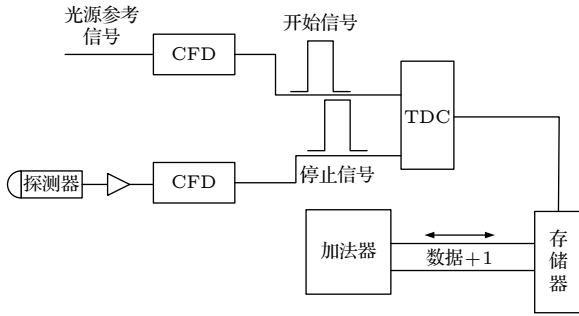 光源参考
信号
CFD
开始信号
TDC
探测器
CFD
停止信号
加法器
数据+1
存
储
器